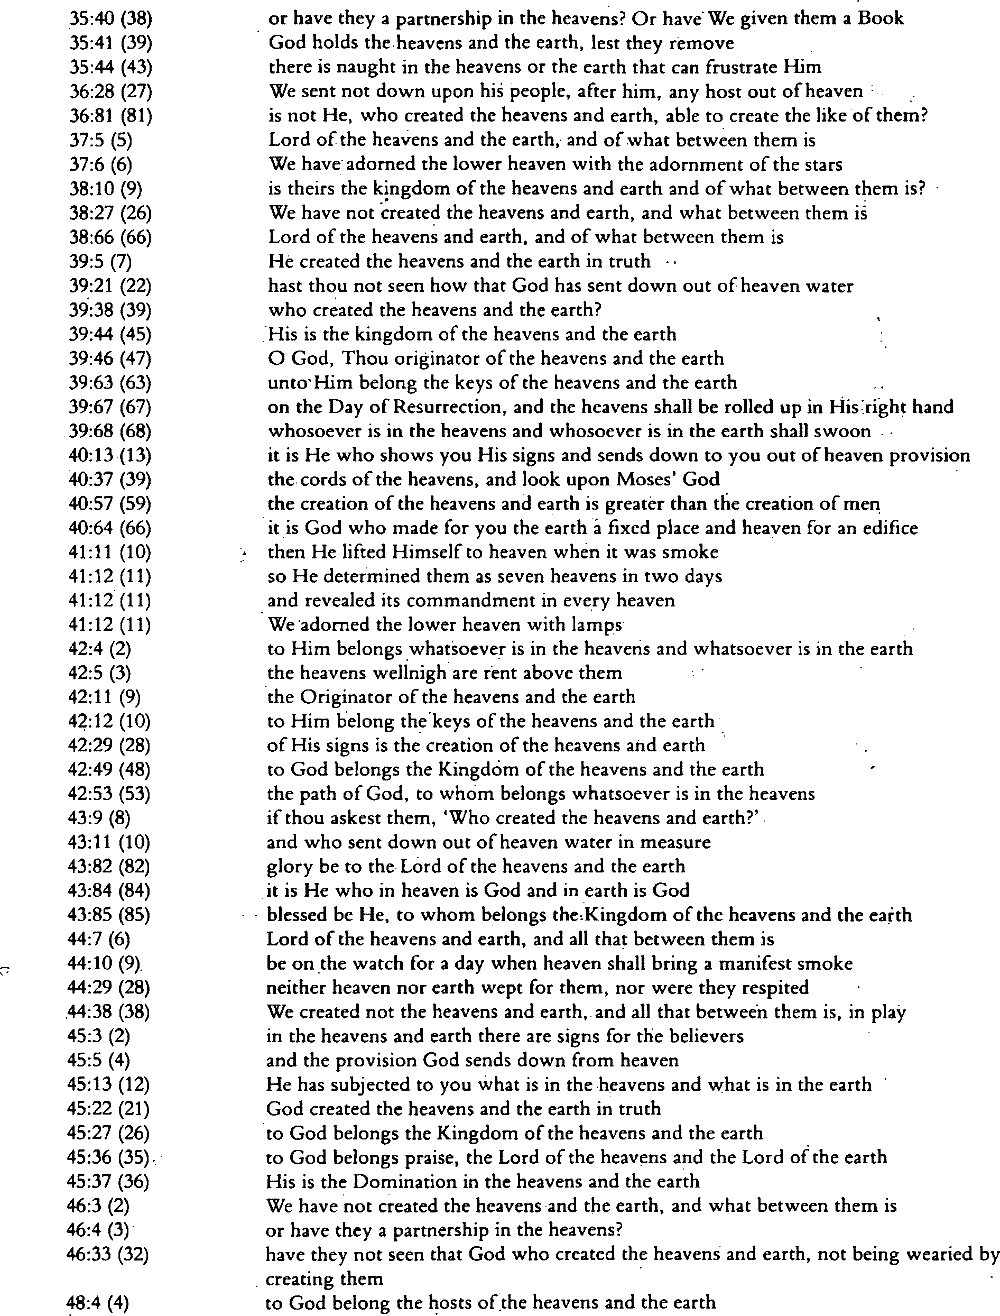 35:40 (38) or have they a partnership in the heavens? Or have We given them a Book
35:41 (39) God holds the heavens and the earth, lest they remove
35:44 (43) there is naught in the heavens or the earth that can frustrate Him
36:28 (27) We sent not down upon his people, after him, any host out of heaven
36:81 (81) is not He, who created the heavens and earth, able to create the like of them?
37:5 (5) Lord of the heavens and the earth, and of what between them is
37:6 (6) We have adorned the lower heaven with the adornment of the stars
38:10 (9) is theirs the kingdom of the heavens and earth and of what between them is?
38:27 (26) We have not created the heavens and earth, and what between them is
38:66 (66) Lord of the heavens and earth, and of what between them is
39:5 (7) He created the heavens and the earth in truth
39:21 (22) hast thou not seen how that God has sent down out of heaven water
39:38 (39) who created the heavens and the earth?
39:44 (45) His is the kingdom of the heavens and the earth
39:46 (47) O God, Thou originator of the heavens and the earth
39:63 (63) unto Him belong the keys of the heavens and the earth
39:67 (67) on the Day of Resurrection, and the heavens shall be rolled up in His right hand
39:68 (68) whosoever is in the heavens and whosoever is in the earth shall swoon
40:13 (13) it is He who shows you His signs and sends down to you out of heaven provision
40:37 (39) the cords of the heavens, and look upon Moses' God
40:57 (59) the creation of the heavens and earth is greater than the creation of men
40:64 (66) it is God who made for you the earth a fixed place and heaven for an edifice
41:11 (10) then He lifted Himself to heaven when it was smoke
41:12 (11) so He determined them as seven heavens in two days
41:12 (11) and revealed its commandment in every heaven
41:12 (11) We adorned the lower heaven with lamps
42:4 (2) to Him belongs whatsoever is in the heavens and whatsoever is in the earth
42:5 (3) the heavens wellnigh are rent above them
42:11 (9) the Originator of the heavens and the earth
42:12 (10) to Him belong the keys of the heavens and the earth
42:29 (28) of His signs is the creation of the heavens and earth
42:49 (48) to God belongs the Kingdom of the heavens and the earth
42:53 (53) the path of God, to whom belongs whatsoever is in the heavens
43:9 (8) if thou askest them, 'Who created the heavens and earth?'
43:11 (10) and who sent down out of heaven water in measure
43:82 (82) glory be to the Lord of the heavens and the earth
43:84 (84) it is He who in heaven is God and in earth is God
43:85 (85) blessed be He, to whom belongs the Kingdom of the heavens and the earth
44:7 (6) Lord of the heavens and earth, and all that between them is
44:10 (9) be on the watch for a day when heaven shall bring a manifest smoke
44:29 (28) neither heaven nor earth wept for them, nor were they respited
44:38 (38) We created not the heavens and earth, and all that between them is, in play
45:3 (2) in the heavens and earth there are signs for the believers
45:5 (4) and the provision God sends down from heaven
45:13 (12) He has subjected to you what is in the heavens and what is in the earth
45:22 (21) God created the heavens and the earth in truth
45:27 (26) to God belongs the Kingdom of the heavens and the earth
45:36 (35) to God belongs praise, the Lord of the heavens and the Lord of the earth
45:37 (36) His is the Domination in the heavens and the earth
46:3 (2) We have not created the heavens and the earth, and what between them is
46:4 (3) or have they a partnership in the heavens?
46:33 (32) have they not seen that God who created the heavens and earth, not being wearied by
creating them
48:4 (4) to God belong the hosts of the heavens and the earth